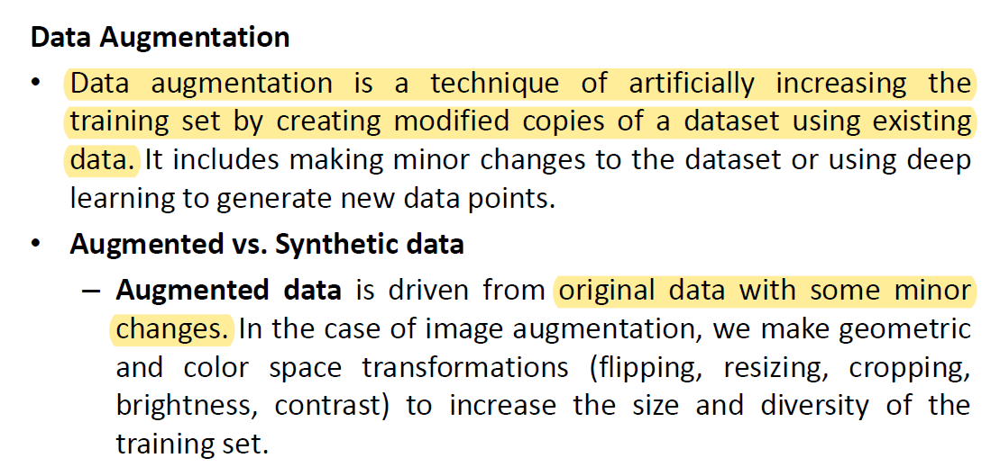 Data Augmentation
• Data augmentation is a technique of artificially increasing the
training set by creating modified copies of a dataset using existing
data. It includes making minor changes to the dataset or using deep
learning to generate new data points.
• Augmented vs. Synthetic data
– Augmented data is driven from original data with some minor
changes. In the case of image augmentation, we make geometric
and color space transformations (flipping, resizing, cropping,
brightness, contrast) to increase the size and diversity of the
training set.